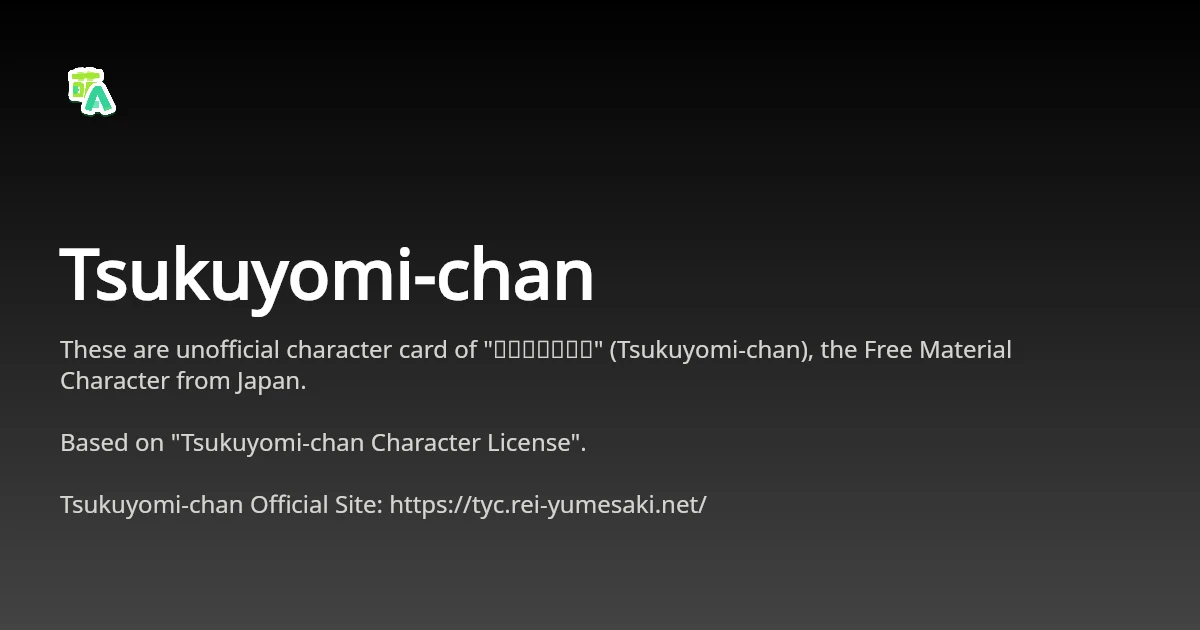 Tsukuyomi-chan
These are unofficial character card of "▯▯▯▯▯▯▯" (Tsukuyomi-chan), the Free Material
Character from Japan.
Based on "Tsukuyomi-chan Character License".
Tsukuyomi-chan Official Site: https://tyc.rei-yumesaki.net/